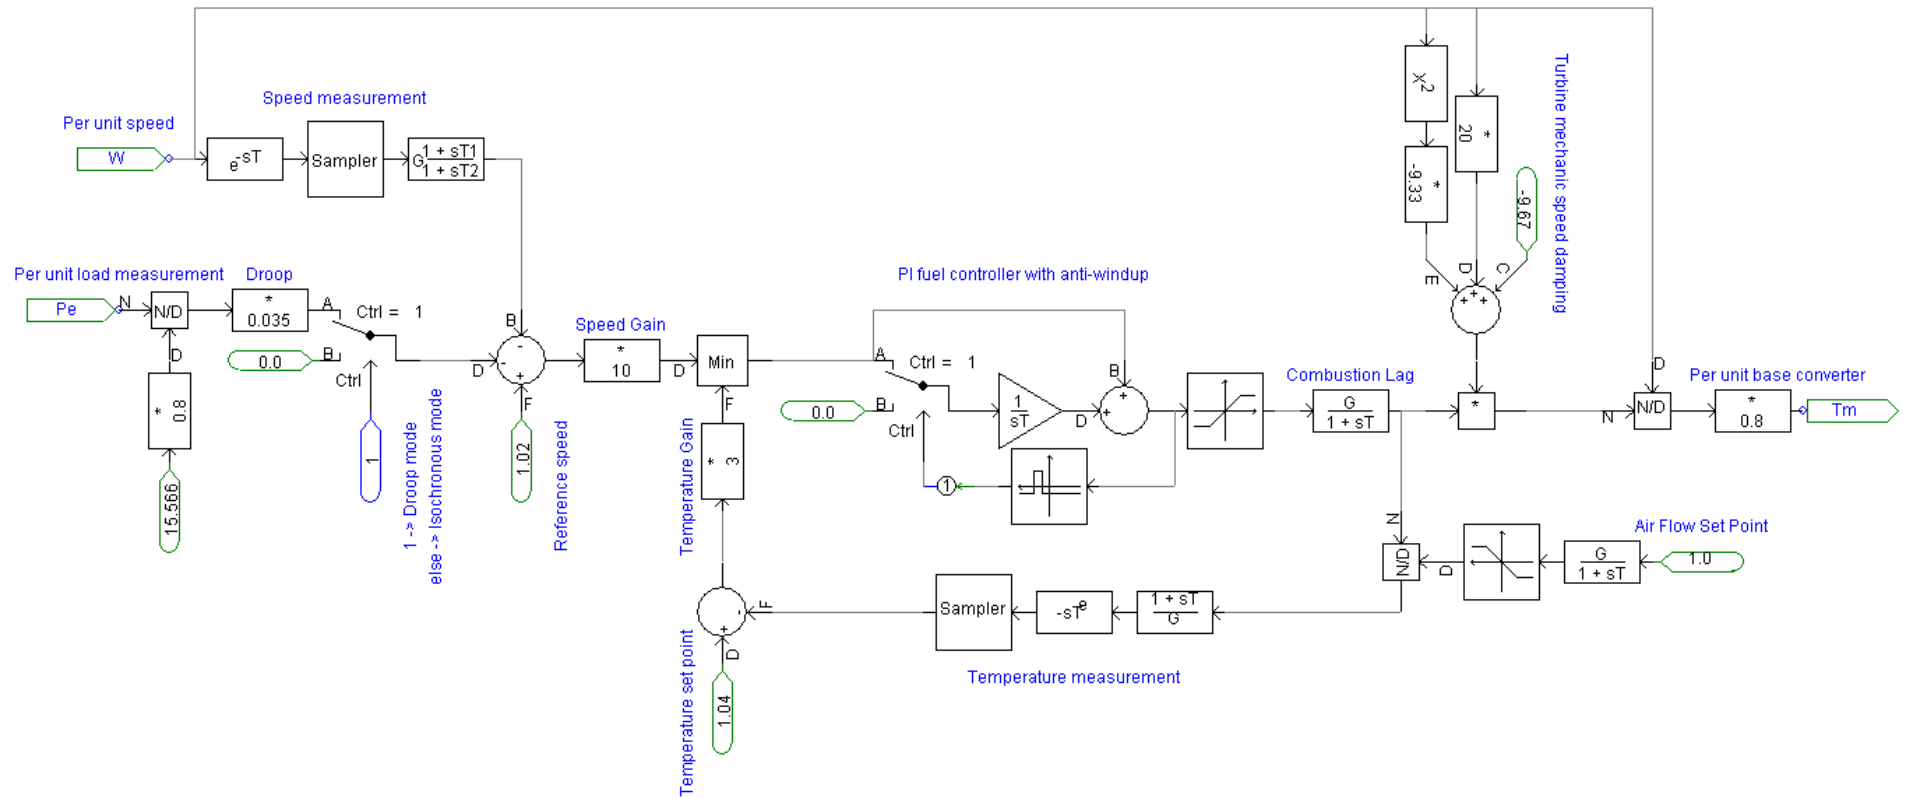 Speed measurement
Per unit speed
W
e-sT
Sampler
G 1 + sT1
1 + sT2
Per unit load measurement
Droop
Pe
N
N/D
D
*
0.8
15.566
*
0.035
A
Ctrl = 1
0.0
B
Ctrl
1
1 -> Droop mode
else -> Isochronous mode
B
-
-
+
D
F
1.02
Reference speed
Speed Gain
*
10
D
Min
F
*
3
Temperature Gain
-
+
F
D
1.04
Temperature set point
PI fuel controller with anti-windup
A
Ctrl = 1
0.0
B
Ctrl
1
sT
D
B
+
+
1
Combustion Lag
G
1 + sT
*
X2
*
-9.33
*
20
-9.67
Turbine mechanic speed damping
E
D
C
+
+
+
N
D
N/D
Per unit base converter
*
0.8
Tm
N
N/D
D
Air Flow Set Point
G
1 + sT
1.0
Sampler
-sTe
1 + sT
G
Temperature measurement